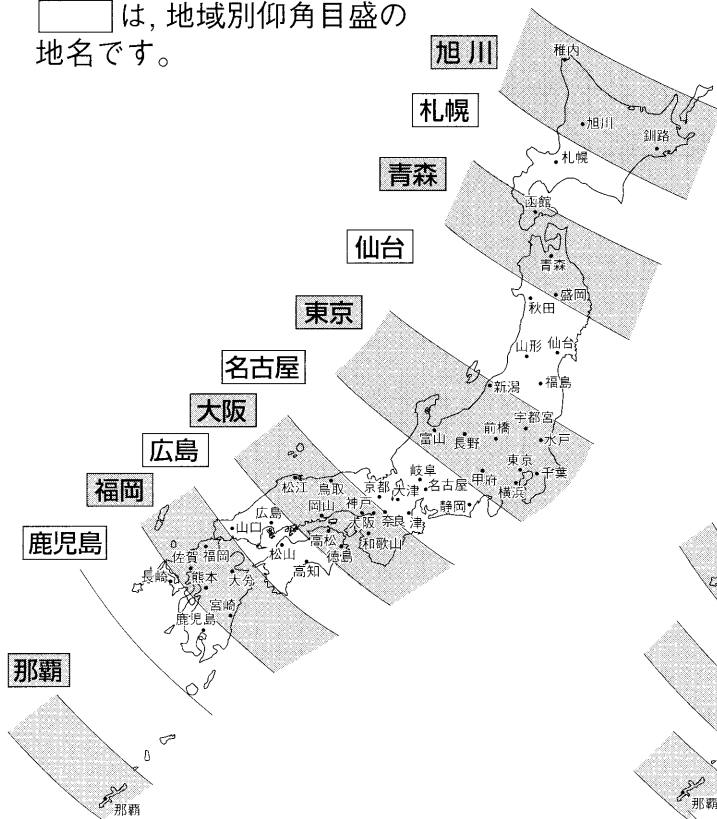 は, 地域別仰角目盛の
地名です。
旭川
札幌
青森
仙台
東京
名古屋
大阪
広島
福岡
鹿児島
那覇
稚内
旭川
釧路
札幌
函館
青森
盛岡
秋田
山形
仙台
新潟
福島
宇都宮
前橋
水戸
富山
長野
東京
千葉
甲府
横浜
岐阜
名古屋
静岡
京都
大津
津
奈良
大阪
神戸
和歌山
松江
鳥取
岡山
広島
山口
高松
徳島
松山
高知
福岡
佐賀
長崎
熊本
大分
宮崎
鹿児島
那覇
那覇